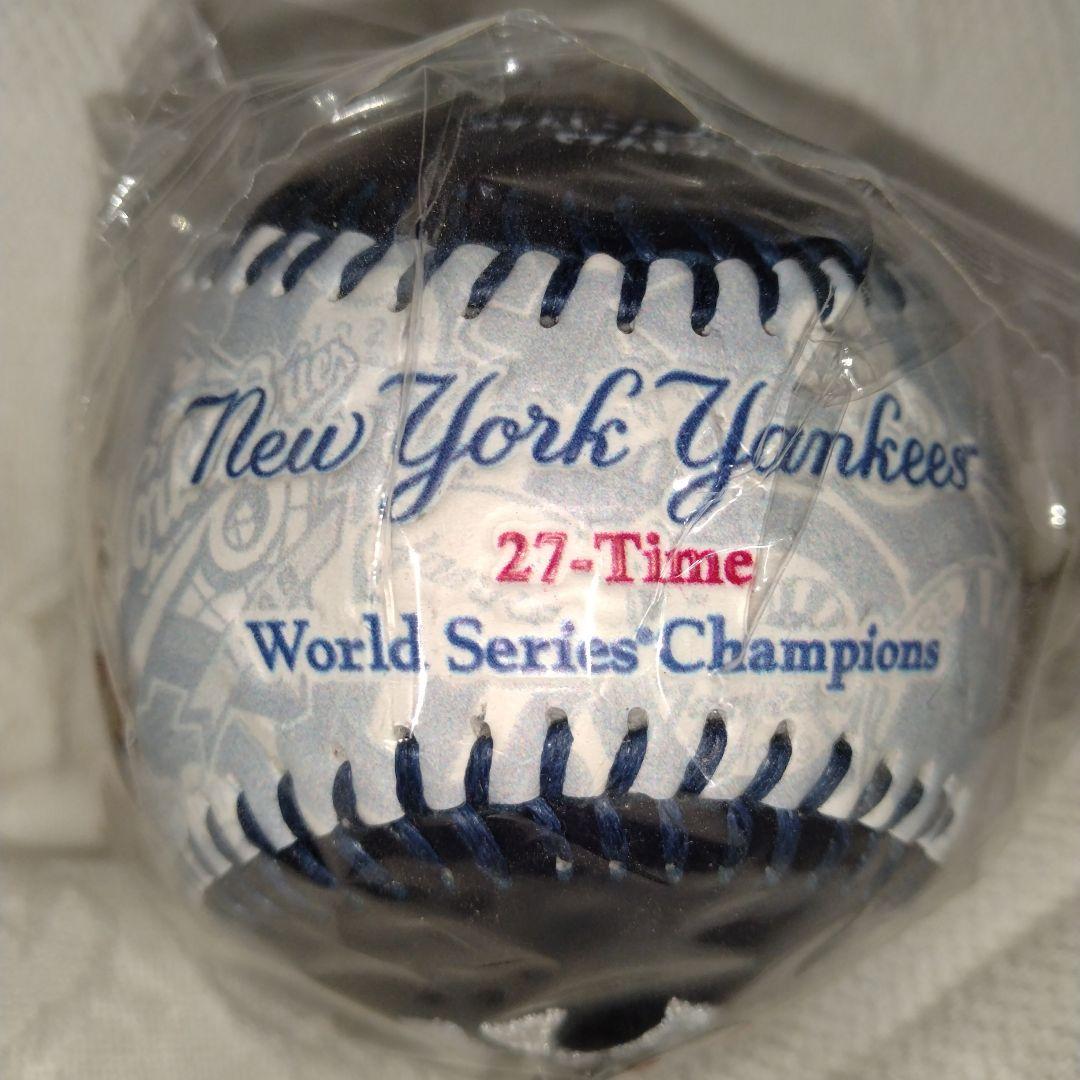 New York Yankees
27-Time
World Series® Champions